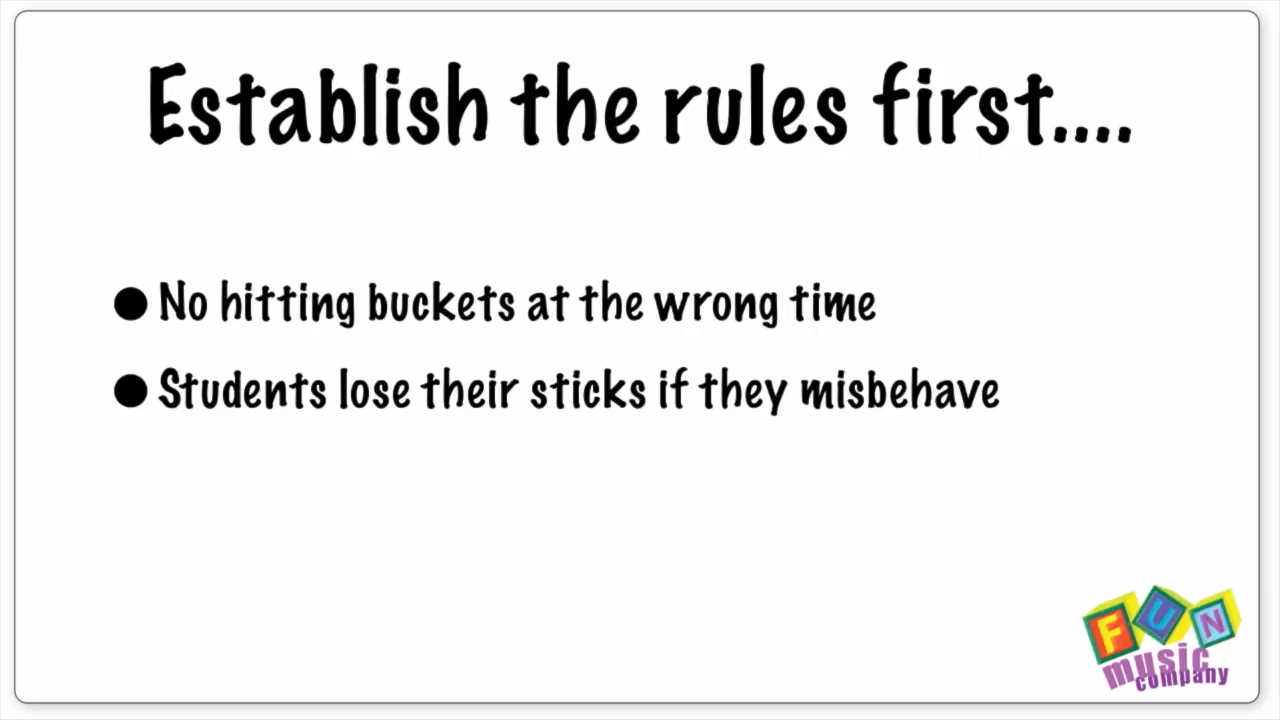 Establish the rules first....
● No hitting buckets at the wrong time
● Students lose their sticks if they misbehave
FUN
music
company